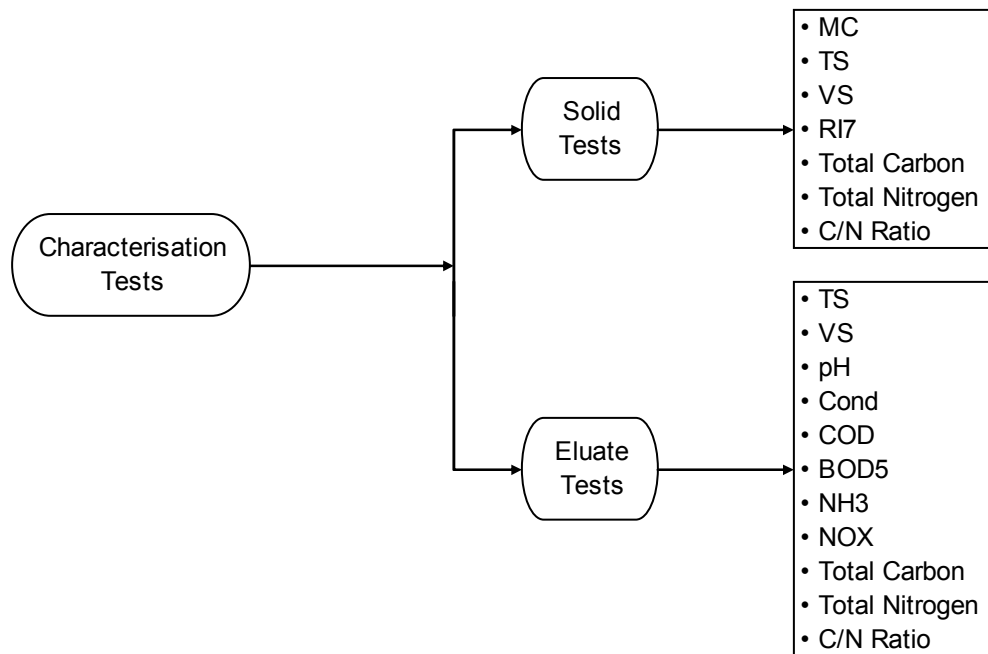 Characterisation
Tests
Solid
Tests
• MC
• TS
• VS
• RI7
• Total Carbon
• Total Nitrogen
• C/N Ratio
Eluate
Tests
• TS
• VS
• pH
• Cond
• COD
• BOD5
• NH3
• NOX
• Total Carbon
• Total Nitrogen
• C/N Ratio